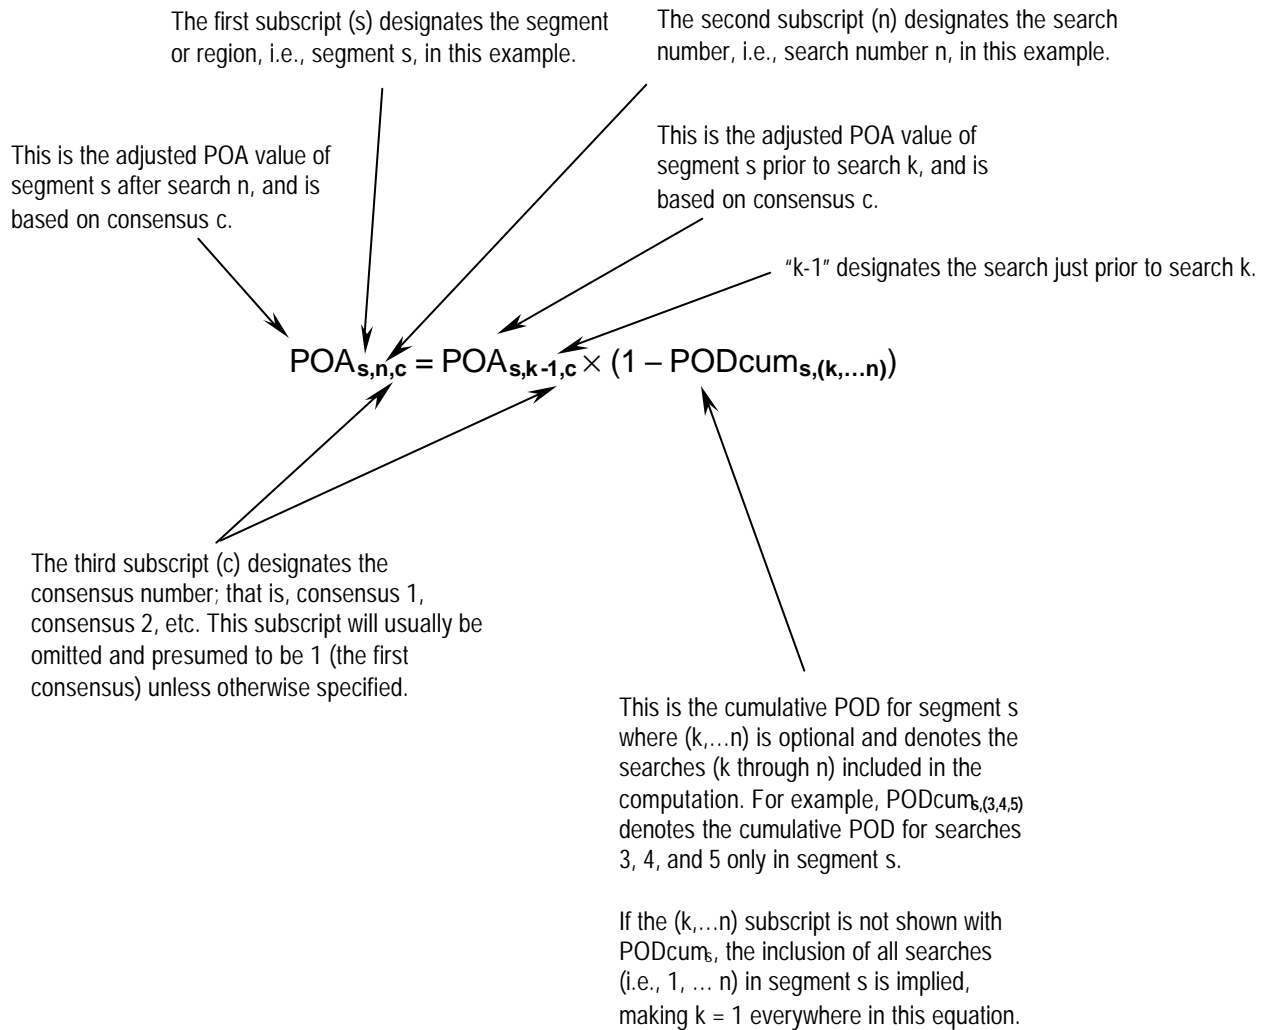 The first subscript (s) designates the segment
or region, i.e., segment s, in this example.
The second subscript (n) designates the search
number, i.e., search number n, in this example.
This is the adjusted POA value of
segment s after search n, and is
based on consensus c.
This is the adjusted POA value of
segment s prior to search k, and is
based on consensus c.
"k-1" designates the search just prior to search k.
POAs,n,c = POAs,k-1,c × (1 – PODcums,(k,…n))
The third subscript (c) designates the
consensus number; that is, consensus 1,
consensus 2, etc. This subscript will usually be
omitted and presumed to be 1 (the first
consensus) unless otherwise specified.
This is the cumulative POD for segment s
where (k,…n) is optional and denotes the
searches (k through n) included in the
computation. For example, PODcums,(3,4,5)
denotes the cumulative POD for searches
3, 4, and 5 only in segment s.
If the (k,…n) subscript is not shown with
PODcums, the inclusion of all searches
(i.e., 1, … n) in segment s is implied,
making k = 1 everywhere in this equation.